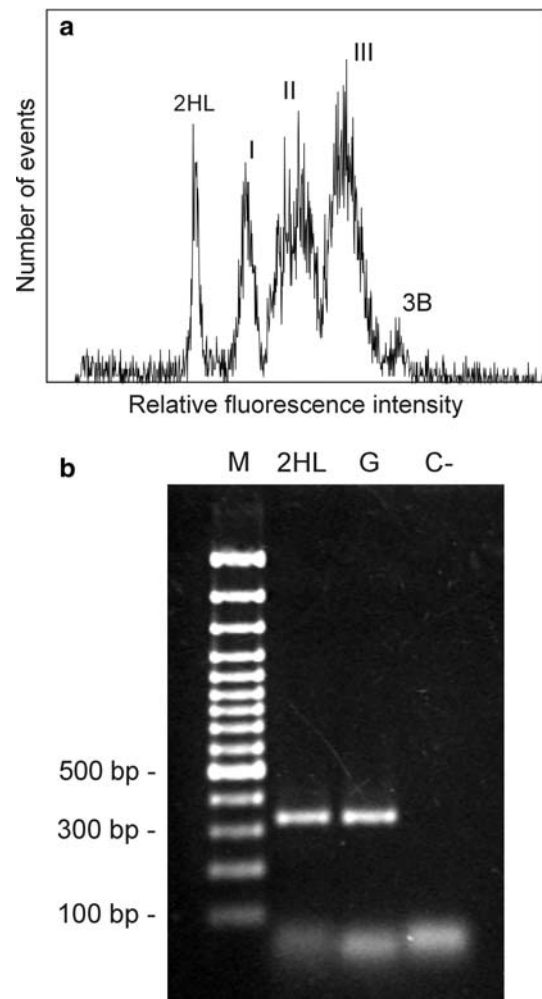 a
III
II
2HL
I
3B
Number of events
Relative fluorescence intensity
b
M 2HL G C-
500 bp -
300 bp -
100 bp -